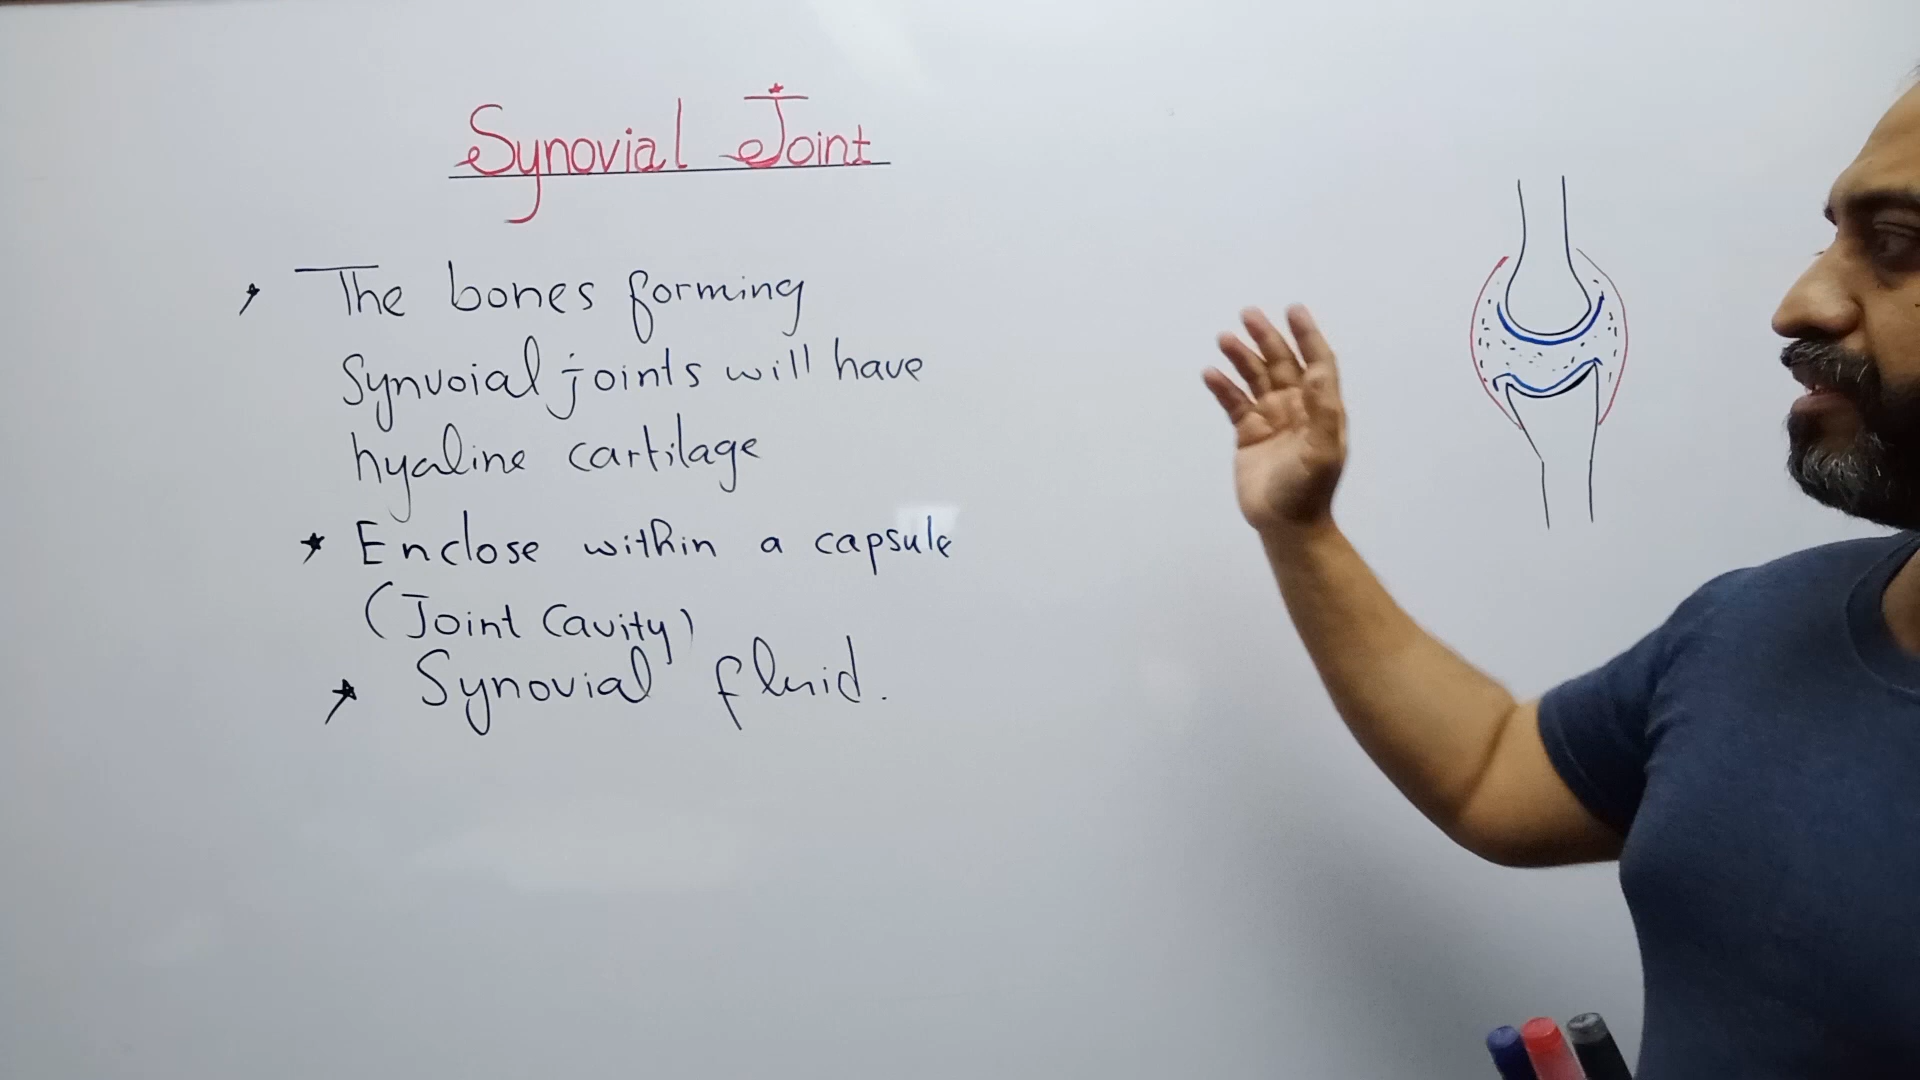 Synovial Joint
The bones forming
Synvoial joints will have
hyaline cartilage
Enclose within a capsule
(Joint Cavity)
Synovial fluid.